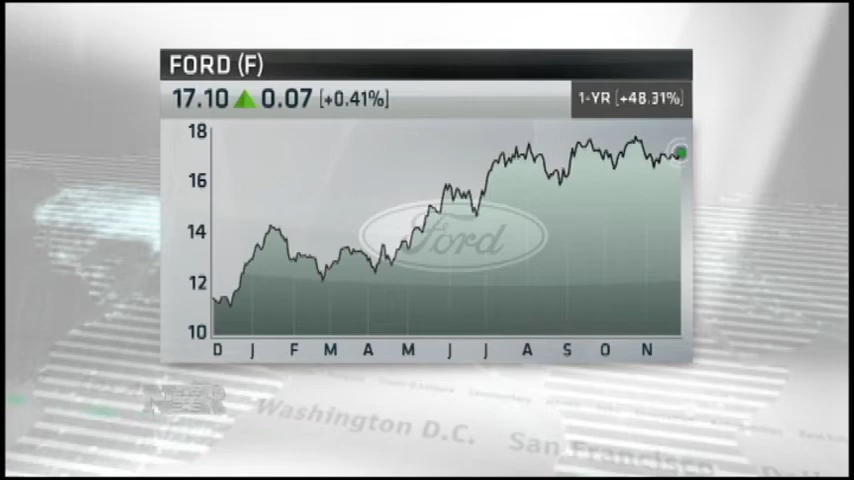 FORD (F)
17.10 0.07 [+0.41%] 1-YR [+48.31%]
18
16
14
12
10
Ford
D J F M A M J J A S O N
Washington D.C.
San Francisco